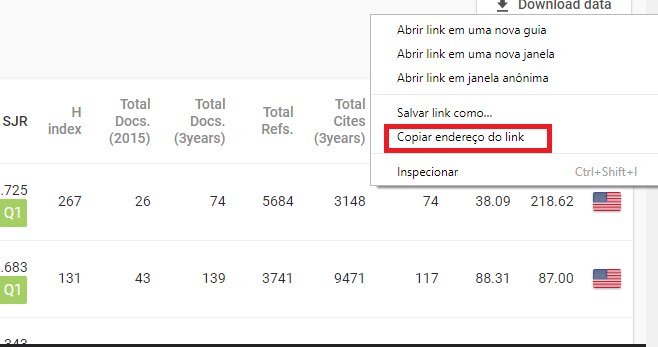 Download data
Abrir link em uma nova guia
Abrir link em uma nova janela
Abrir link em janela anônima
Salvar link como...
Copiar endereço do link
Inspecionar Ctrl+Shift+I
SJR
H
index
Total
Docs.
(2015)
Total
Docs.
(3years)
Total
Refs.
Total
Cites
(3years)
.725
Q1
267 26 74 5684 3148 74 38.09 218.62
.683
Q1
131 43 139 3741 9471 117 88.31 87.00